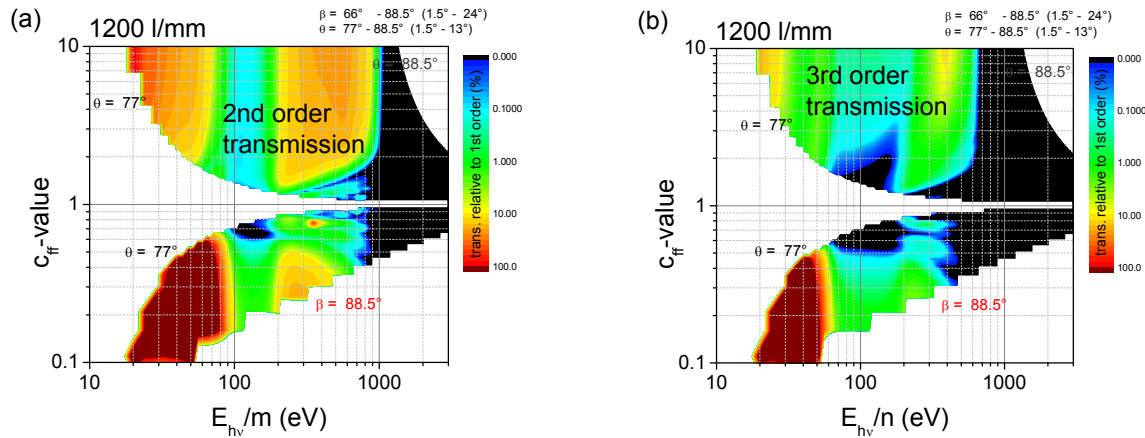 (a)
1200 l/mm
β = 66° - 88.5° (1.5° - 24°)
θ = 77° - 88.5° (1.5° - 13°)
10
1
0.1
c_ff-value
θ = 77°
θ = 88.5°
2nd order
transmission
θ = 77°
β = 88.5°
10
100
1000
E_hν/m (eV)
0.000
0.1000
1.000
10.00
100.0
trans. relative to 1st order (%)
(b)
1200 l/mm
β = 66° - 88.5° (1.5° - 24°)
θ = 77° - 88.5° (1.5° - 13°)
10
1
0.1
c_ff-value
θ = 77°
θ = 88.5°
3rd order
transmission
θ = 77°
β = 88.5°
10
100
1000
E_hν/n (eV)
0.000
0.1000
1.000
10.00
100.0
trans. relative to 1st order (%)